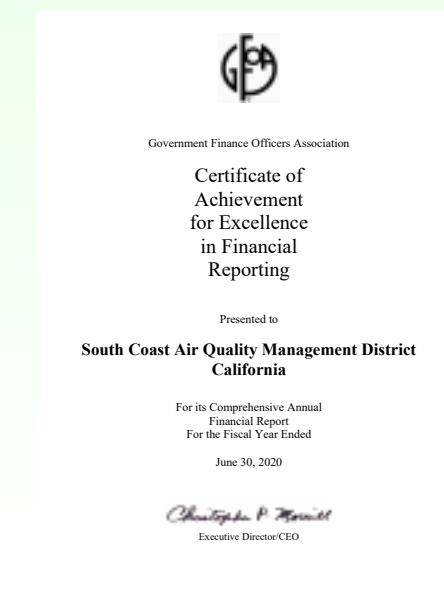 GFOA
Government Finance Officers Association
Certificate of
Achievement
for Excellence
in Financial
Reporting
Presented to
South Coast Air Quality Management District
California
For its Comprehensive Annual
Financial Report
For the Fiscal Year Ended
June 30, 2020
Christopher P. Morrill
Executive Director/CEO